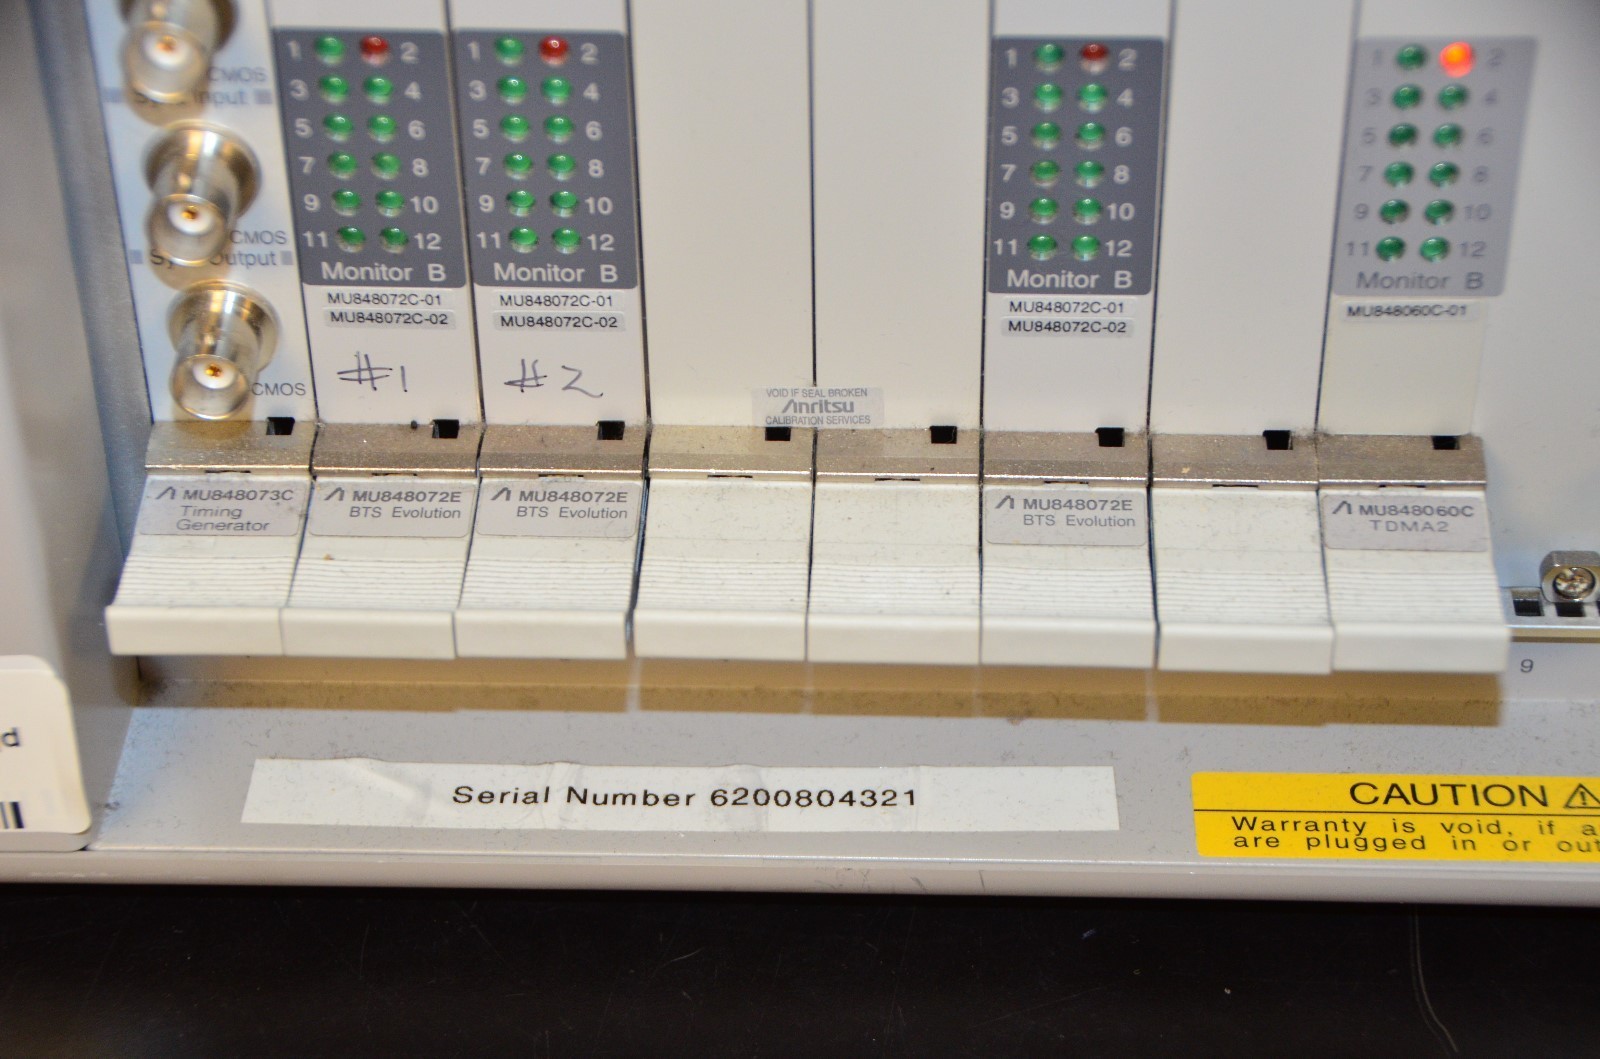 1 2
3 4
5 6
7 8
9 10
11 12
Monitor B
MU848072C-01
MU848072C-02
#1
1 2
3 4
5 6
7 8
9 10
11 12
Monitor B
MU848072C-01
MU848072C-02
#2
1 2
3 4
5 6
7 8
9 10
11 12
Monitor B
MU848072C-01
MU848072C-02
1 2
3 4
5 6
7 8
9 10
11 12
Monitor B
MU848060C-01
CMOS
Input
CMOS
Output
CMOS
VOID IF SEAL BROKEN
Anritsu
CALIBRATION SERVICES
MU848073C
Timing
Generator
MU848072E
BTS Evolution
MU848072E
BTS Evolution
MU848072E
BTS Evolution
MU848060C
TDMA2
9
d
Serial Number 6200804321
CAUTION
Warranty is void, if a
are plugged in or out